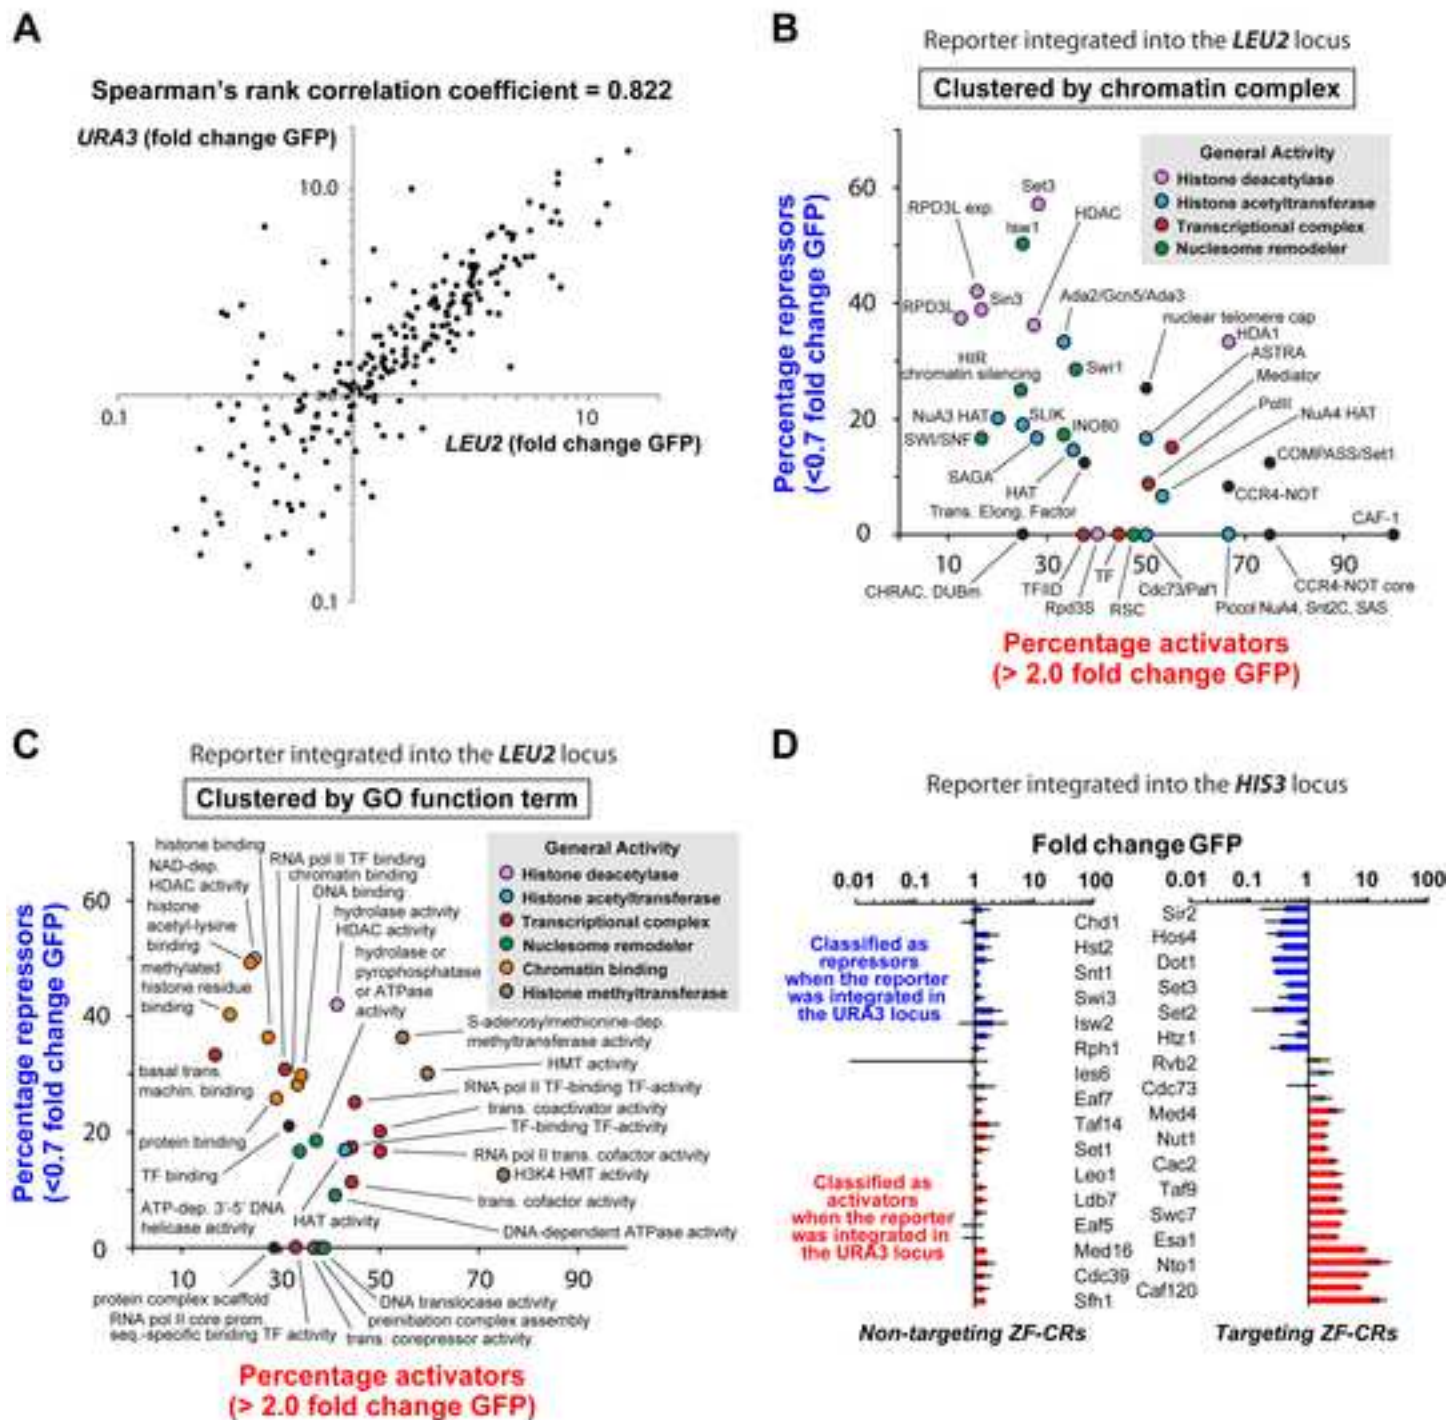 A
Spearman's rank correlation coefficient = 0.822
URA3 (fold change GFP)
10.0
0.1
10
LEU2 (fold change GFP)
0.1
B
Reporter integrated into the LEU2 locus
Clustered by chromatin complex
General Activity
Histone deacetylase
Histone acetyltransferase
Transcriptional complex
Nuclesome remodeler
Percentage repressors
(<0.7 fold change GFP)
60
40
20
0
Set3
RPD3L exp.
HDAC
Isw1
Sin3
RPD3L
Ada2/Gcn5/Ada3
nuclear telomere cap
HDA1
ASTRA
HIR
chromatin silencing
Swr1
Mediator
PolII
NuA3 HAT
SLIK
INO80
NuA4 HAT
SWI/SNF
SAGA
HAT
COMPASS/Set1
Trans. Elong. Factor
CCR4-NOT
CAF-1
10
30
50
70
90
CHRAC, DUBm
TFIID
TF
Cdc73/Paf1
CCR4-NOT core
Rpd3S
RSC
Piccol NuA4, Snt2C, SAS
Percentage activators
(> 2.0 fold change GFP)
C
Reporter integrated into the LEU2 locus
Clustered by GO function term
General Activity
Histone deacetylase
Histone acetyltransferase
Transcriptional complex
Nuclesome remodeler
Chromatin binding
Histone methyltransferase
Percentage repressors
(<0.7 fold change GFP)
60
40
20
0
histone binding
NAD-dep.
HDAC activity
histone
acetyl-lysine
binding
methylated
histone residue
binding
RNA pol II TF binding
chromatin binding
DNA binding
hydrolase activity
HDAC activity
hydrolase or
pyrophosphatase
or ATPase
activity
S-adenosylmethionine-dep.
methyltransferase activity
basal trans.
machin. binding
HMT activity
RNA pol II TF-binding TF-activity
trans. coactivator activity
protein binding
TF-binding TF-activity
TF binding
RNA pol II trans. cofactor activity
H3K4 HMT activity
ATP-dep. 3'-5' DNA
helicase activity
HAT activity
trans. cofactor activity
DNA-dependent ATPase activity
10
30
50
70
90
protein complex scaffold
DNA translocase activity
RNA pol II core prom.
preinitiation complex assembly
seq.-specific binding TF activity
trans. corepressor activity
Percentage activators
(> 2.0 fold change GFP)
D
Reporter integrated into the HIS3 locus
Fold change GFP
0.01 0.1 1 10 100
0.01 0.1 1 10 100
Classified as
repressors
when the reporter
was integrated in
the URA3 locus
Classified as
activators
when the reporter
was integrated in
the URA3 locus
Sir2
Chd1
Hos4
Hst2
Dot1
Snt1
Set3
Swi3
Set2
Isw2
Htz1
Rph1
Rvb2
Ies6
Cdc73
Eaf7
Med4
Taf14
Nut1
Set1
Cac2
Leo1
Taf9
Ldb7
Swc7
Eaf5
Esa1
Med16
Nto1
Cdc39
Caf120
Sfh1
Non-targeting ZF-CRs
Targeting ZF-CRs